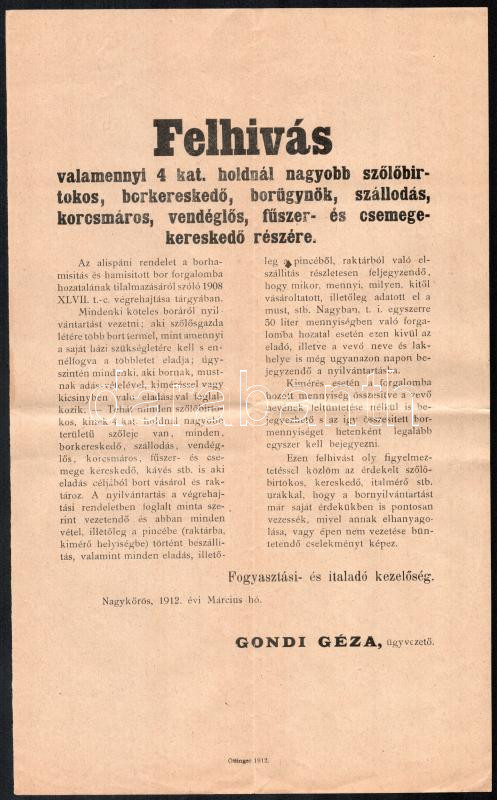 Felhivás
valamennyi 4 kat. holdnál nagyobb szőlőbir-
tokos, borkereskedő, borügynök, szállodás,
korcsmáros, vendéglős, fűszer- és csemege-
kereskedő részére.
Az alispáni rendelet a borha-
misitás és hamisitott bor forgalomba
hozatalának tilalmazásáról szóló 1908
XLVII. t.-c. végrehajtása tárgyában.
Mindenki köteles boráról nyil
vántartást vezetni; aki szőlősgazda
létére több bort termel, mint amennyi
a saját házi szükségletére kell s en-
nélfogva a többletet eladja; úgy-
szintén mindenki, aki bornak, must-
nak adás-vételével, kiméréssel vagy
kicsinyben való eladásával foglal-
kozik. Tehát minden szőlőbirto-
kos, kinek 4 kat. holdnál nagyobb
területű szőleje van, minden,
borkereskedő, szállodás, vendég-
lős, korcsmáros, fűszer- és cse-
mege kereskedő, kávés stb. is aki
eladás céljából bort vásárol és rak-
tároz. A nyilvántartás a végrehaj-
tási rendeletben foglalt minta sze-
rint vezetendő és abban minden
vétel, illetőleg a pincébe (raktárba,
kimérő helyiségbe) történt beszálli-
tás, valamint minden eladás, illető-
leg a pincéből, raktárból való el-
szállitás részletesen feljegyzendő,
hogy mikor, mennyi, milyen, kitől
vásároltatott, illetőleg adatott el a
must, stb. Nagyban, t. i. egyszerre
50 liter mennyiségben való forga-
lomba hozatal esetén ezen kivül az
eladó, illetve a vevő neve és lak-
helye is még ugyanazon napon be-
jegyzendő a nyilvántartásba.
Kimérés esetén a forgalomba
hozott mennyiség összesitve a vevő
nevének feltüntetése nélkül is be-
jegyezhető s az igy összesitett bor-
mennyiséget hetenként legalább
egyszer kell bejegyezni.
Ezen felhivást oly figyelmez-
tetéssel közlöm az érdekelt szőlő-
birtokos, kereskedő, italmérő stb.
urakkal, hogy a bornyilvántartást
már saját érdekükben is pontosan
vezessék, mivel annak elhanyago-
lása, vagy épen nem vezetése bün-
tetendő cselekményt képez.
Fogyasztási- és italadó kezelőség.
Nagykőrös, 1912. évi Március hó.
GONDI GÉZA, ügyvezető.
Ottinger 1912.
darabanth